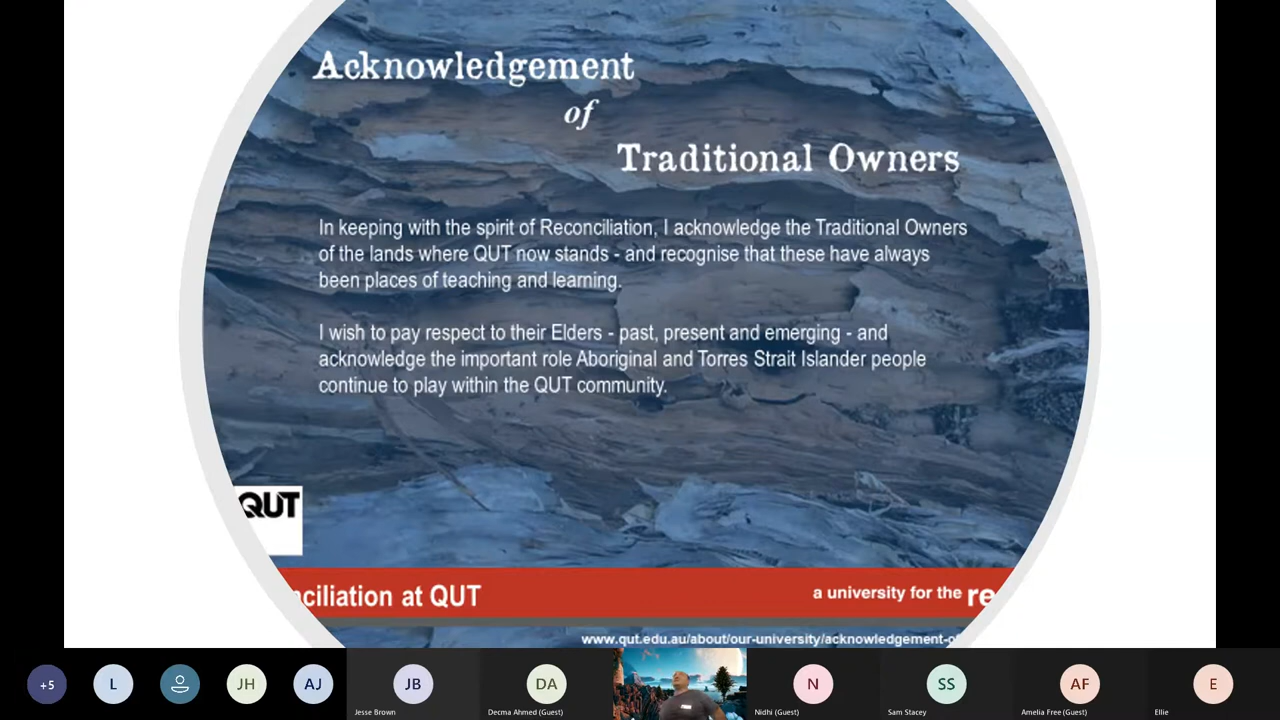 Acknowledgement
of
Traditional Owners
In keeping with the spirit of Reconciliation, I acknowledge the Traditional Owners
of the lands where QUT now stands - and recognise that these have always
been places of teaching and learning.
I wish to pay respect to their Elders - past, present and emerging - and
acknowledge the important role Aboriginal and Torres Strait Islander people
continue to play within the QUT community.
QUT
nciliation at QUT
a university for the re
www.qut.edu.au/about/our-university/acknowledgement-of
+5
L
JH
AJ
JB
DA
N
SS
AF
E
Jesse Brown
Decma Ahmed (Guest)
Nidhi (Guest)
Sam Stacey
Amelia Free (Guest)
Ellie